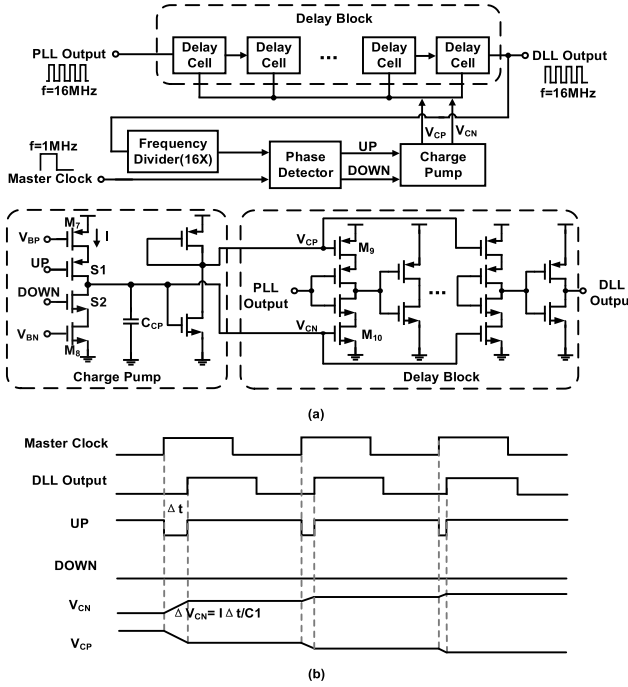 Delay Block
PLL Output
Delay Cell
Delay Cell
...
Delay Cell
Delay Cell
DLL Output
f=16MHz
f=16MHz
VCP
VCN
f=1MHz
Master Clock
Frequency Divider(16X)
Phase Detector
UP
DOWN
Charge Pump
M7
I
VBP
UP
S1
DOWN
S2
VBN
M8
CCP
Charge Pump
VCP
M9
PLL Output
...
DLL Output
VCN
M10
Delay Block
(a)
Master Clock
DLL Output
Δt
UP
DOWN
VCN
ΔVCN= IΔt/C1
VCP
(b)